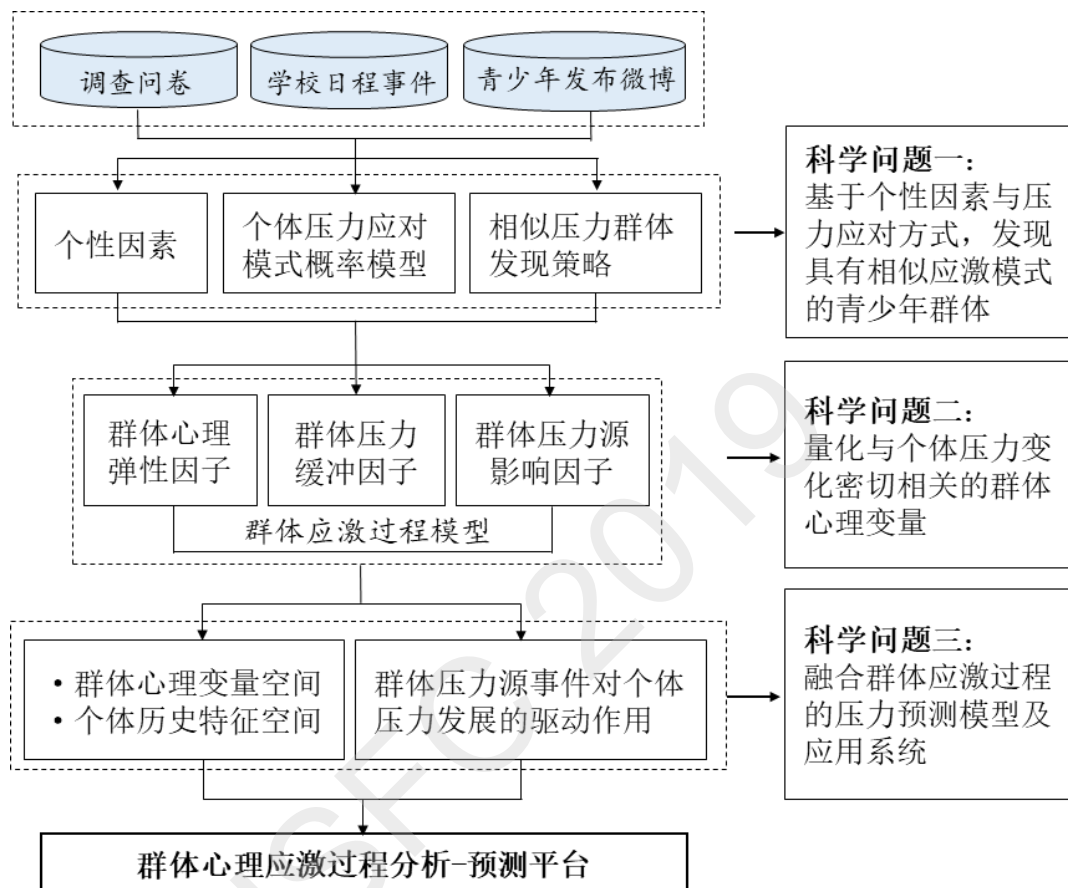 调查问卷
学校日程事件
青少年发布微博
个性因素
个体压力应对
模式概率模型
相似压力群体
发现策略
科学问题一：
基于个性因素与压
力应对方式，发现
具有相似应激模式
的青少年群体
群体心理
弹性因子
群体压力
缓冲因子
群体压力源
影响因子
群体应激过程模型
科学问题二：
量化与个体压力变
化密切相关的群体
心理变量
• 群体心理变量空间
• 个体历史特征空间
群体压力源事件对个体
压力发展的驱动作用
科学问题三：
融合群体应激过程
的压力预测模型及
应用系统
群体心理应激过程分析-预测平台
NSFC 2019